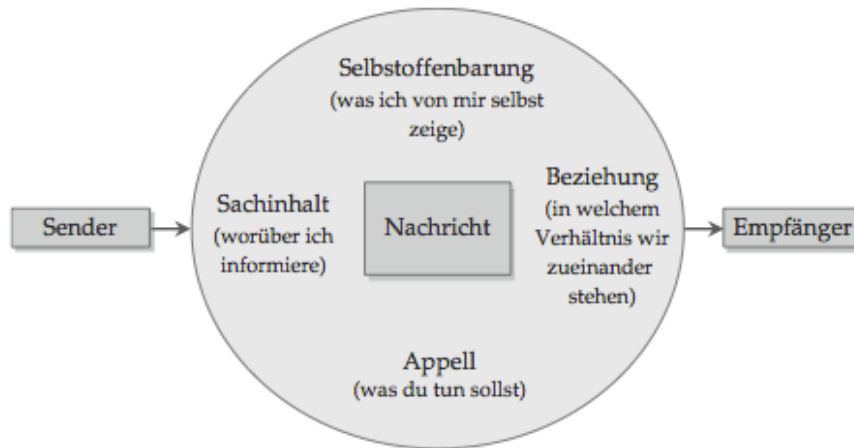 Selbstoffenbarung
(was ich von mir selbst
zeige)
Sender
Sachinhalt
(worüber ich
informiere)
Nachricht
Beziehung
(in welchem
Verhältnis wir
zueinander
stehen)
Empfänger
Appell
(was du tun sollst)